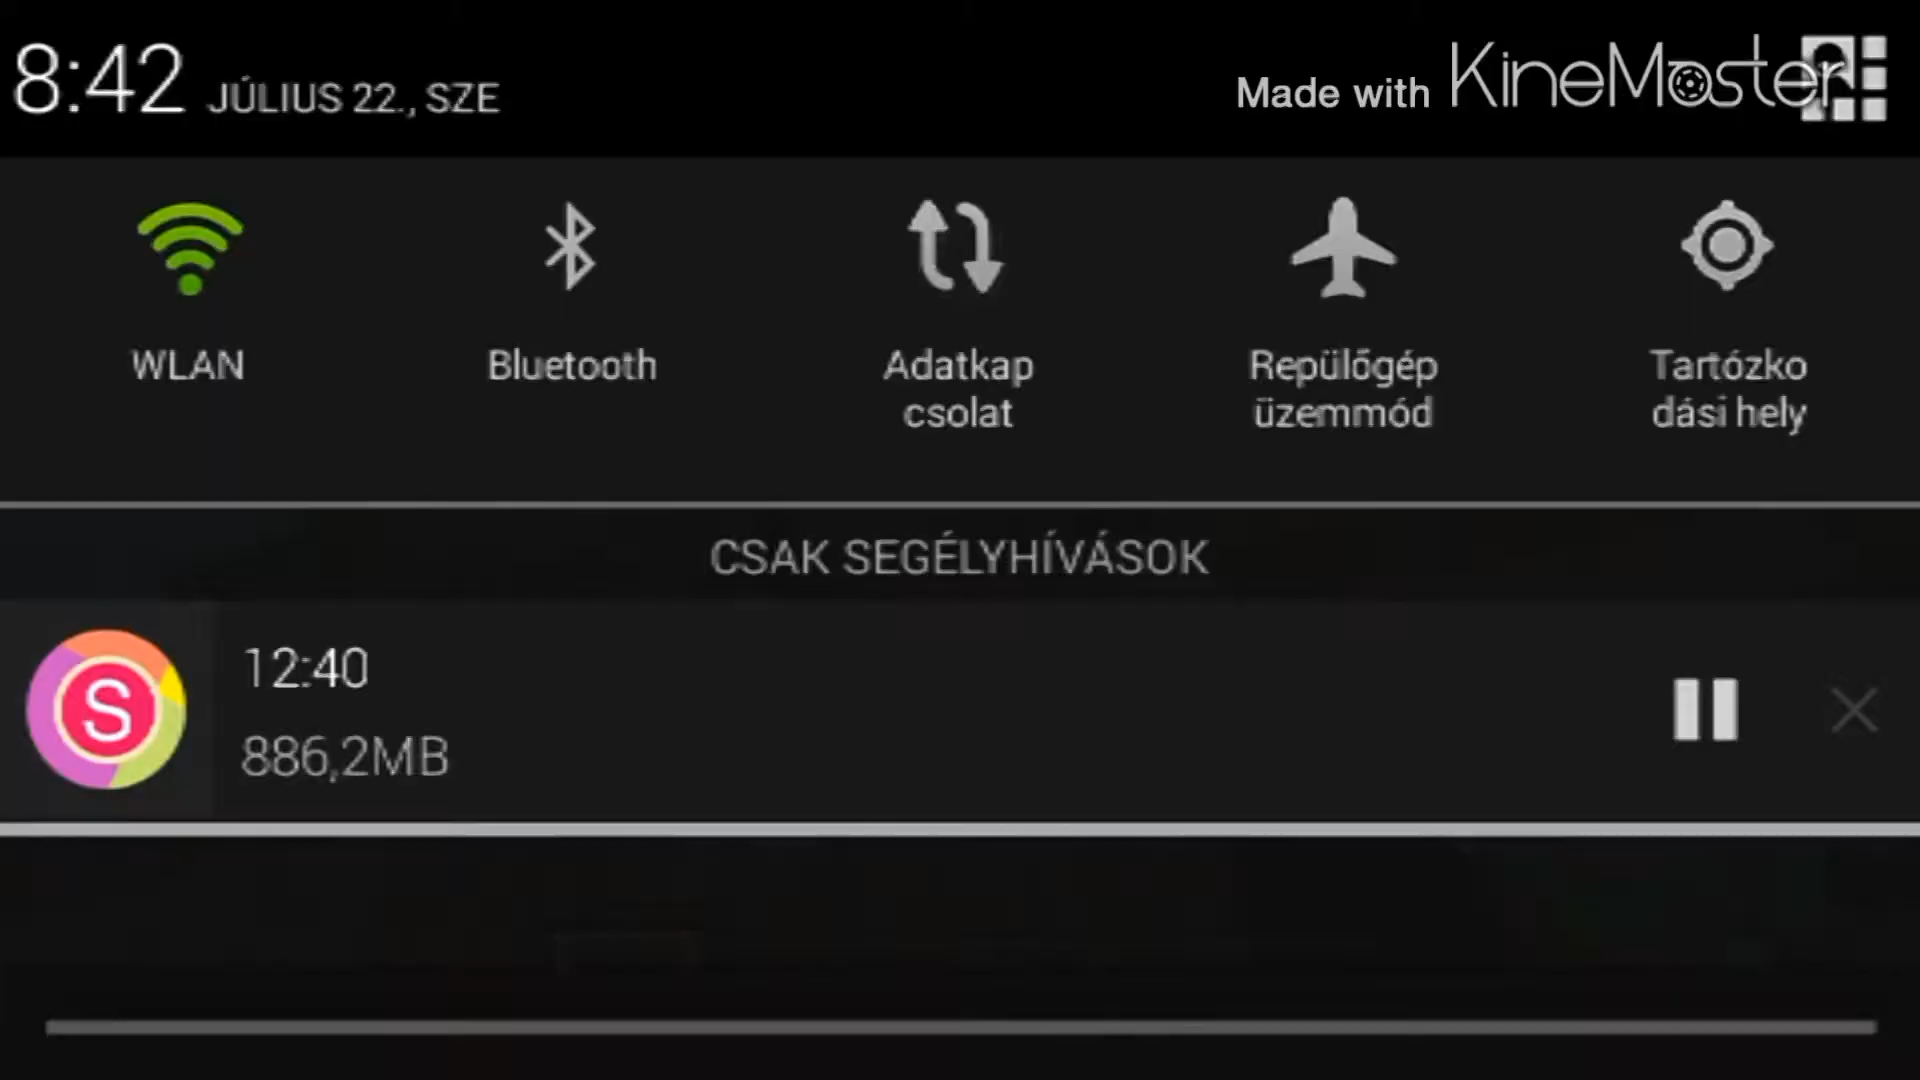 8:42 JÚLIUS 22., SZE
Made with KineMaster
WLAN
Bluetooth
Adatkap
csolat
Repülőgép
üzemmód
Tartózko
dási hely
CSAK SEGÉLYHÍVÁSOK
S
12:40
886,2MB